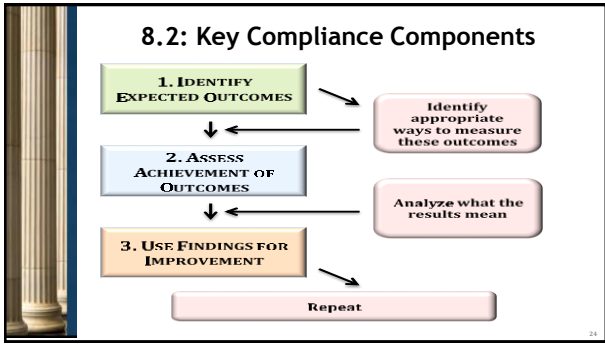 8.2: Key Compliance Components
1. IDENTIFY
EXPECTED OUTCOMES
Identify
appropriate
ways to measure
these outcomes
2. ASSESS
ACHIEVEMENT OF
OUTCOMES
Analyze what the
results mean
3. USE FINDINGS FOR
IMPROVEMENT
Repeat
24